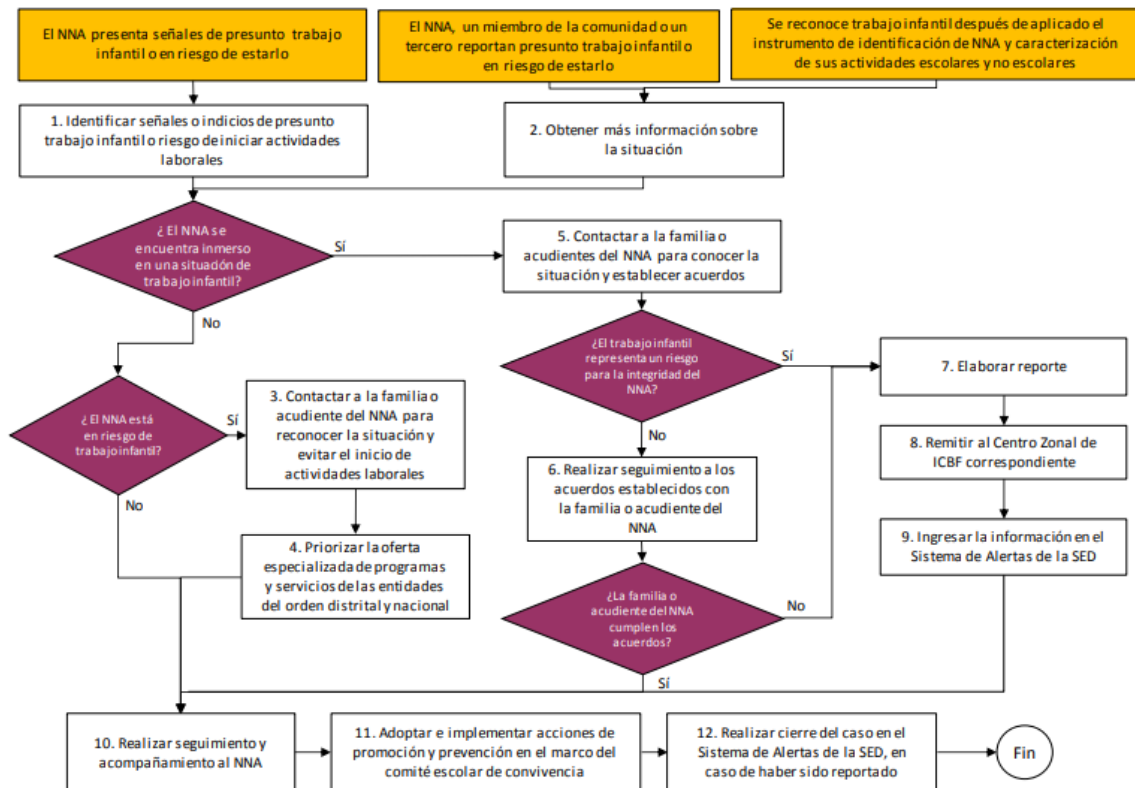 El NNA presenta señales de presunto trabajo
infantil o en riesgo de estarlo
El NNA, un miembro de la comunidad o un
tercero reportan presunto trabajo infantil o
en riesgo de estarlo
Se reconoce trabajo infantil después de aplicado el
instrumento de identificación de NNA y caracterización
de sus actividades escolares y no escolares
1. Identificar señales o indicios de presunto
trabajo infantil o riesgo de iniciar actividades
laborales
2. Obtener más información sobre
la situación
¿ El NNA se
encuentra inmerso
en una situación de
trabajo infantil?
Sí
No
5. Contactar a la familia o
acudientes del NNA para conocer la
situación y establecer acuerdos
¿El trabajo infantil
representa un riesgo
para la integridad del
NNA?
Sí
No
7. Elaborar reporte
¿ El NNA está
en riesgo de
trabajo infantil?
Sí
No
3. Contactar a la familia o
acudiente del NNA para
reconocer la situación y
evitar el inicio de
actividades laborales
8. Remitir al Centro Zonal de
ICBF correspondiente
6. Realizar seguimiento a los
acuerdos establecidos con
la familia o acudiente del
NNA
9. Ingresar la información en el
Sistema de Alertas de la SED
4. Priorizar la oferta
especializada de programas
y servicios de las entidades
del orden distrital y nacional
¿La familia o
acudiente del NNA
cumplen los
acuerdos?
No
Sí
10. Realizar seguimiento y
acompañamiento al NNA
11. Adoptar e implementar acciones de
promoción y prevención en el marco del
comité escolar de convivencia
12. Realizar cierre del caso en el
Sistema de Alertas de la SED, en
caso de haber sido reportado
Fin